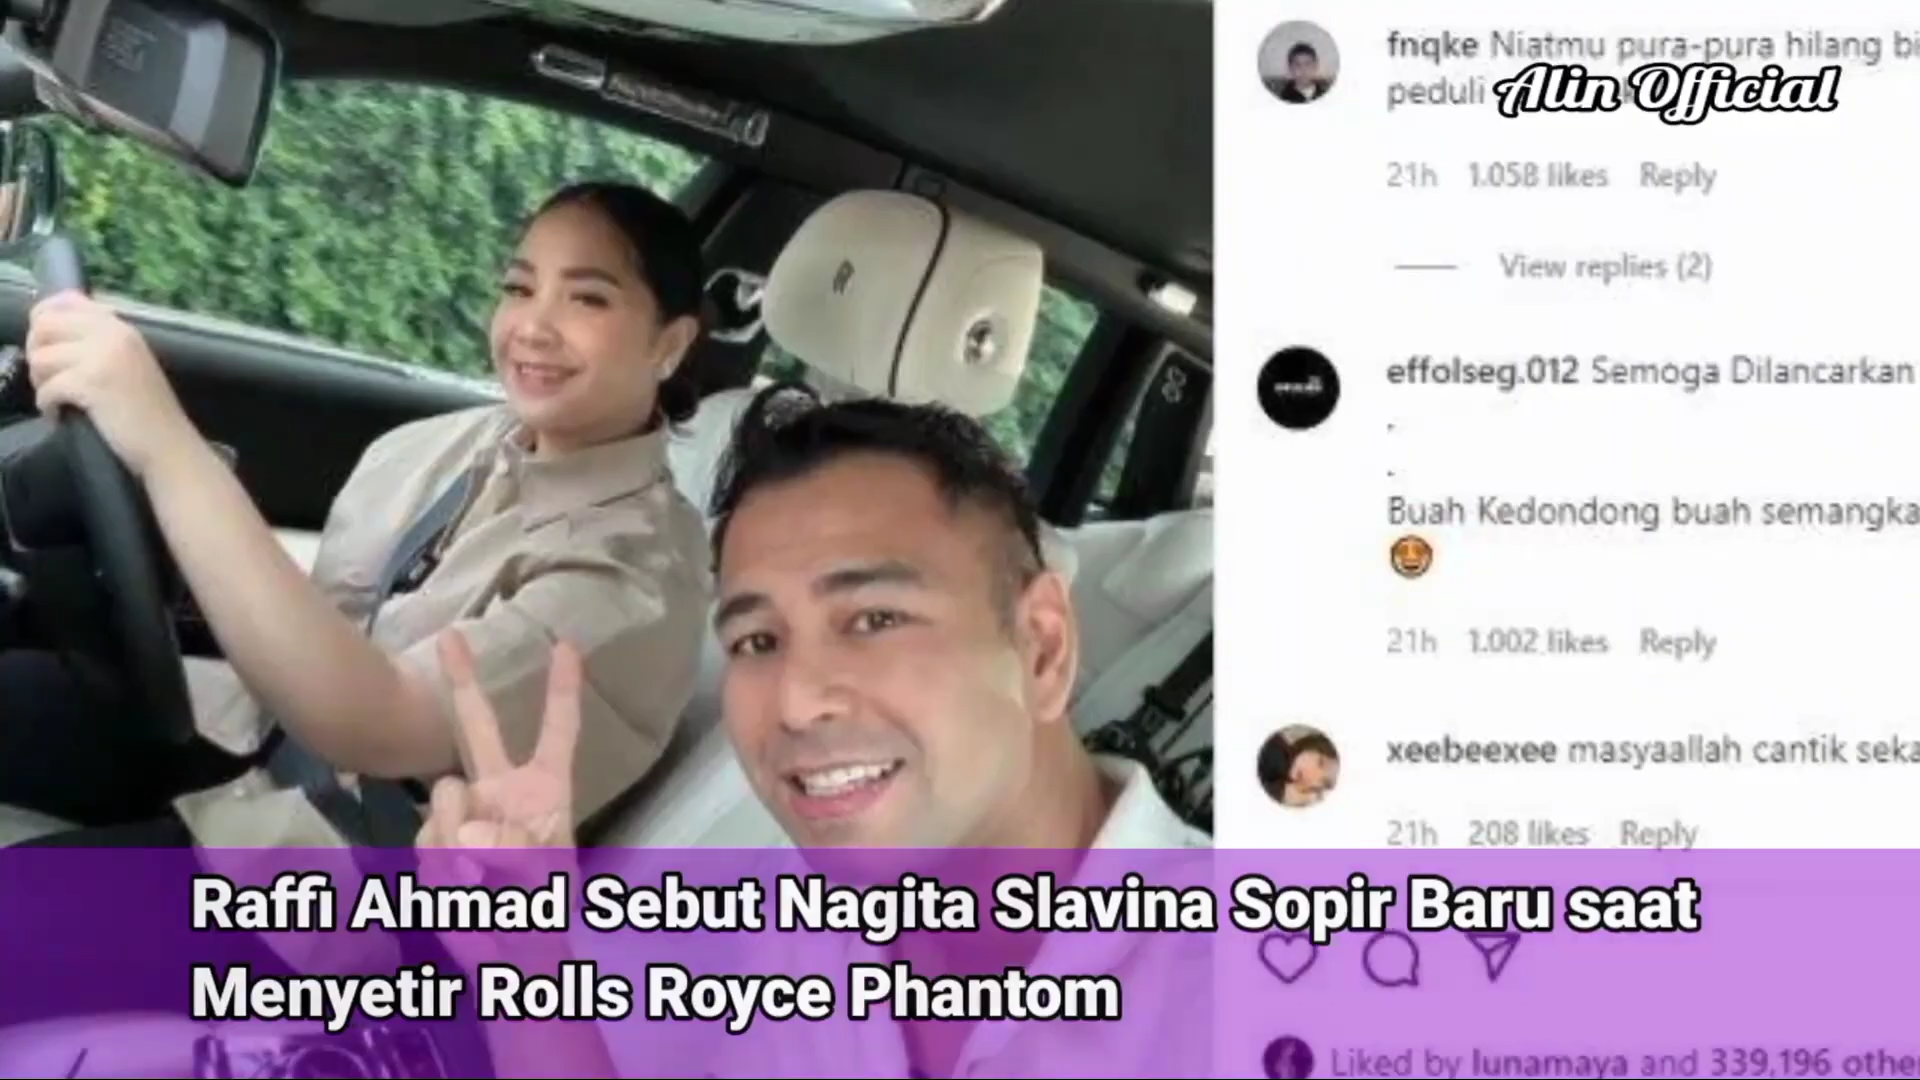 fnqke Niatmu pura-pura hilang
peduli
Alin Official
21h 1.058 likes Reply
View replies (2)
effolseg.012 Semoga Dilancarkan
.
.
Buah Kedondong buah semangka
21h 1.002 likes Reply
xeebeexee masyaallah cantik
21h 208 likes Reply
Raffi Ahmad Sebut Nagita Slavina Sopir Baru saat
Menyetir Rolls Royce Phantom
Liked by lunamaya and 339,196